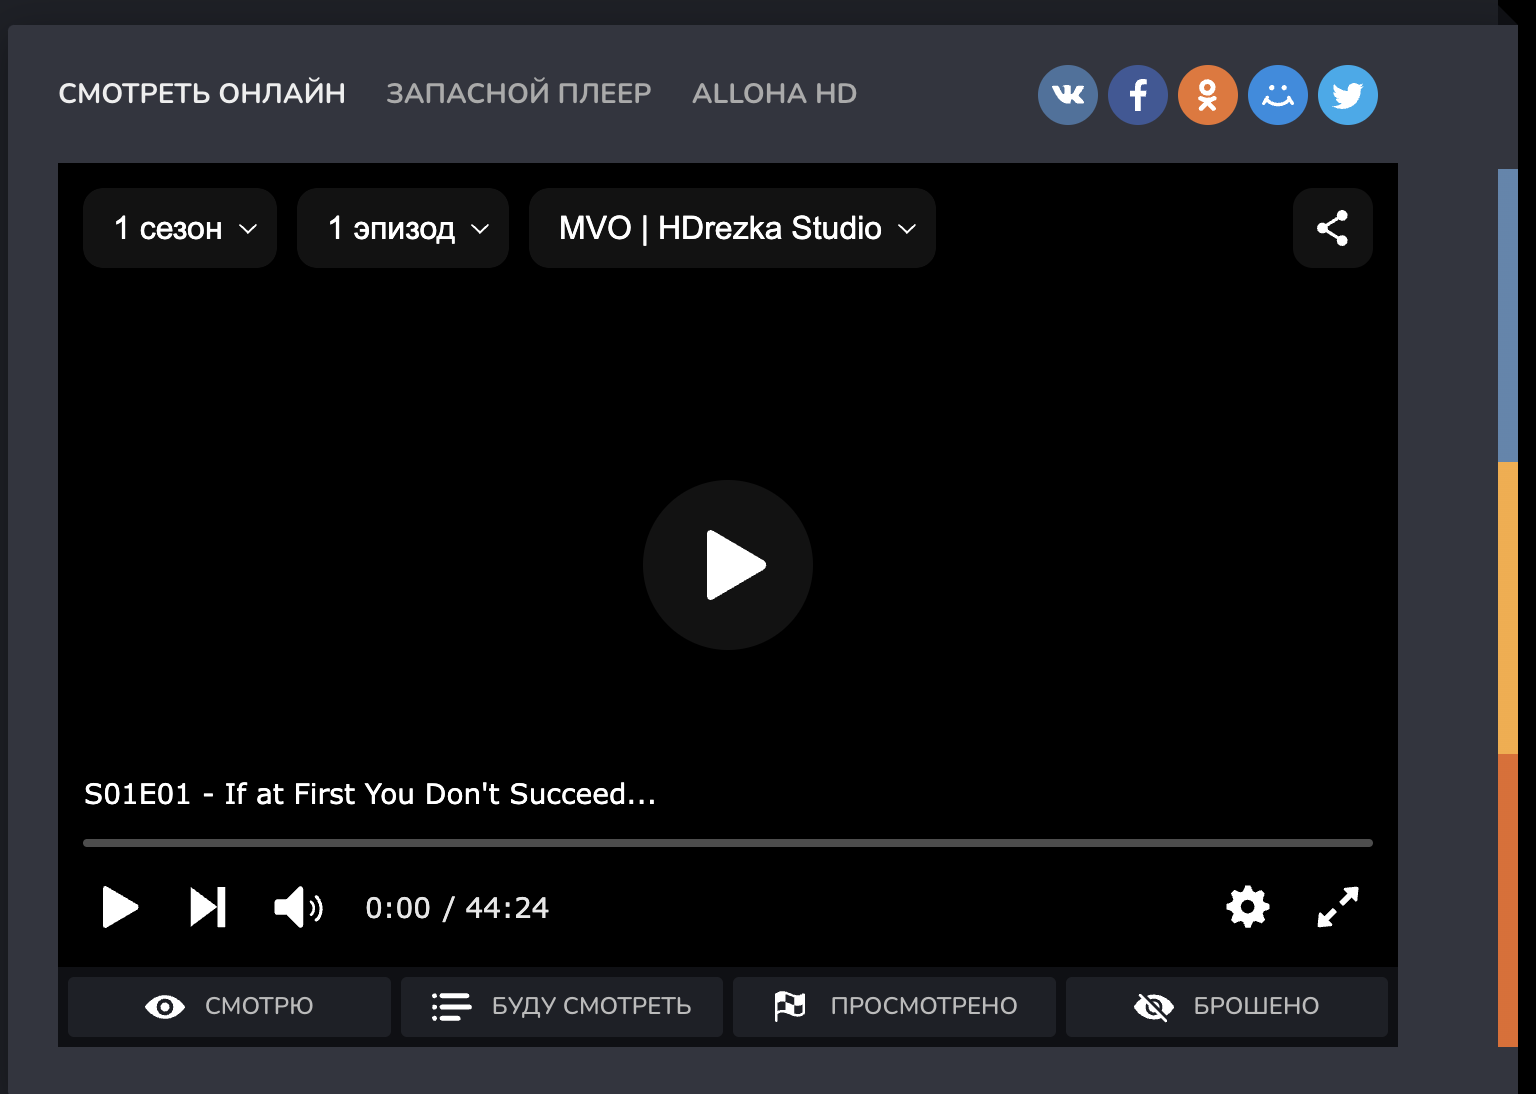 СМОТРЕТЬ ОНЛАЙН ЗАПАСНОЙ ПЛЕЕР ALLOHA HD
1 сезон 1 эпизод MVO | HDrezka Studio
S01E01 - If at First You Don't Succeed...
0:00 / 44:24
СМОТРЮ БУДУ СМОТРЕТЬ ПРОСМОТРЕНО БРОШЕНО